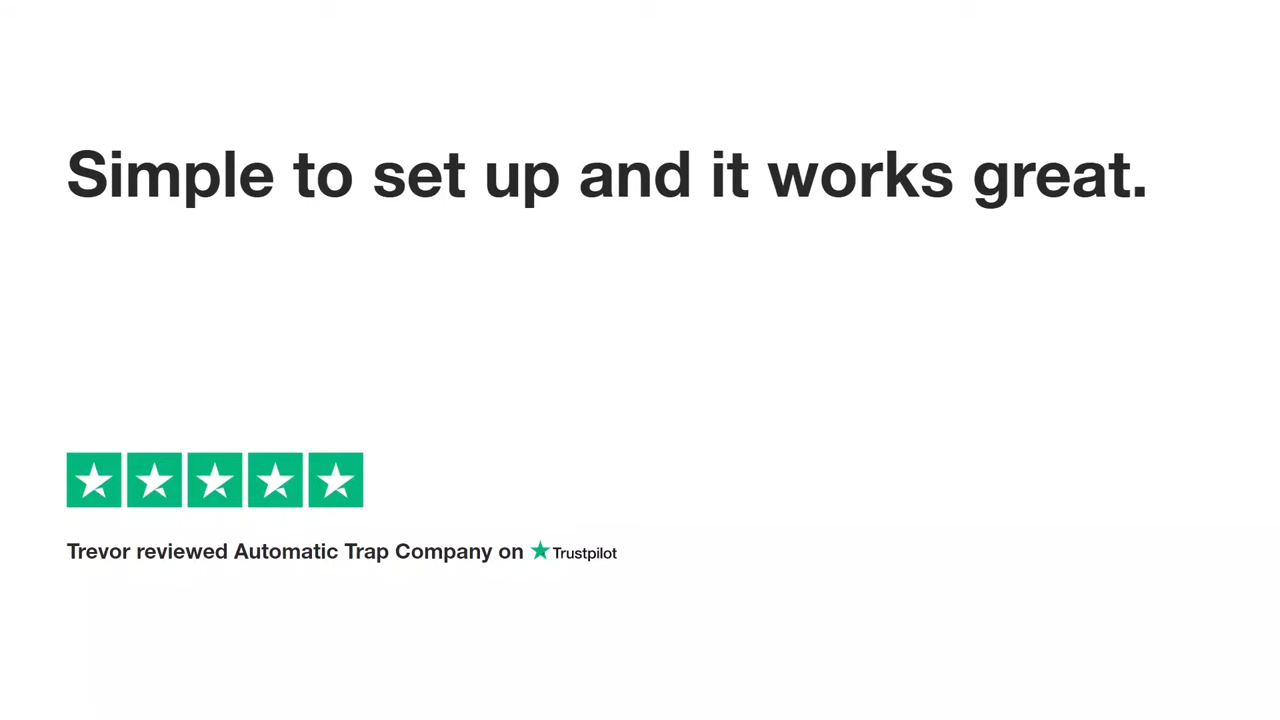 Simple to set up and it works great.
Trevor reviewed Automatic Trap Company on Trustpilot